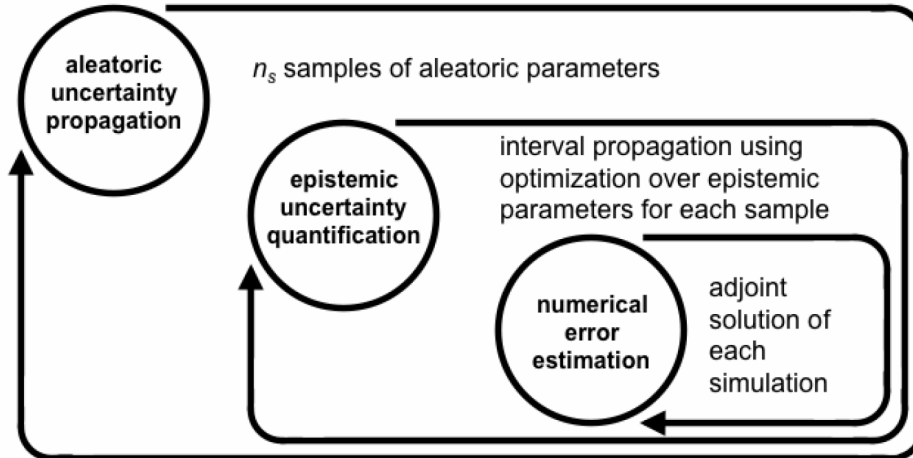 aleatoric
uncertainty
propagation
n_s samples of aleatoric parameters
epistemic
uncertainty
quantification
interval propagation using
optimization over epistemic
parameters for each sample
numerical
error
estimation
adjoint
solution of
each
simulation